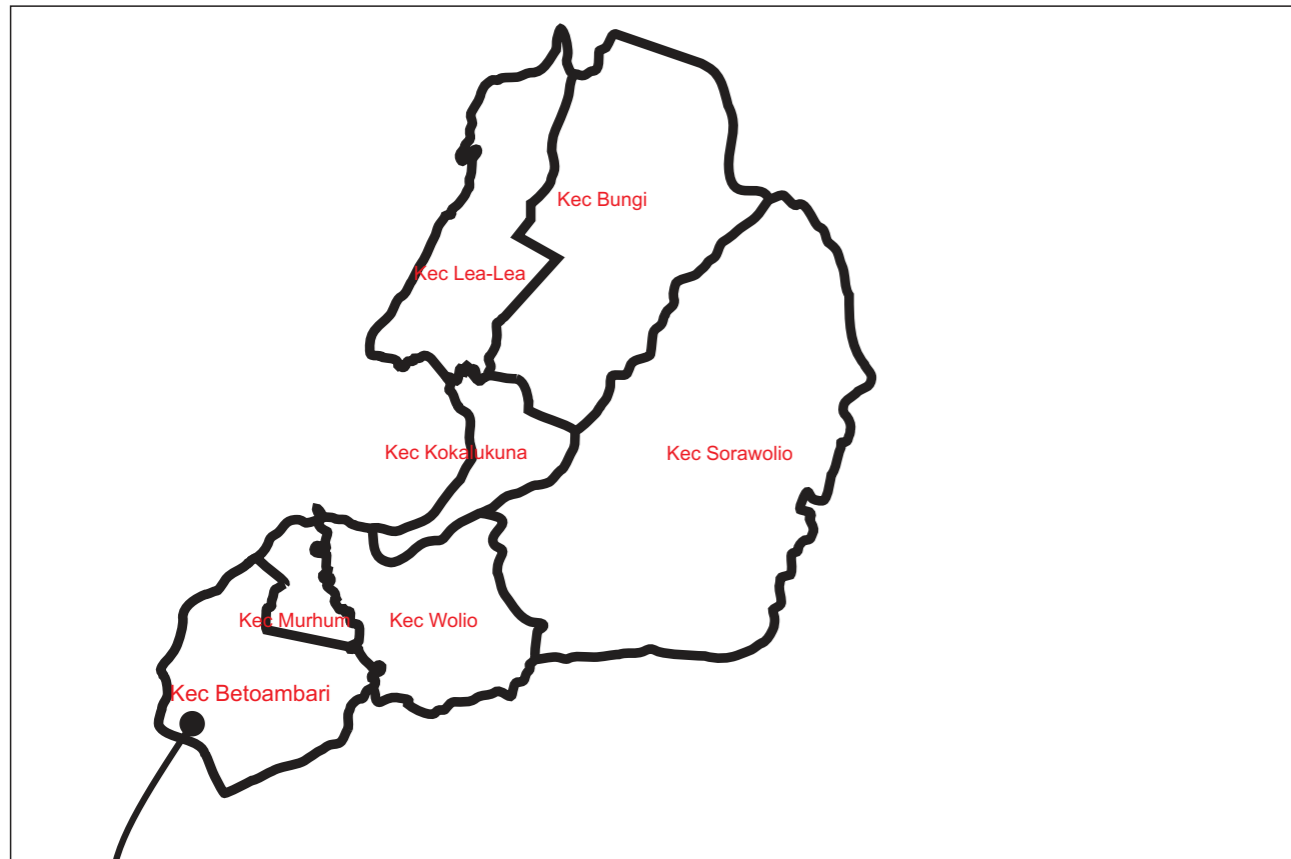 Kec Bungi
Kec Lea-Lea
Kec Kokalukuna
Kec Sorawolio
Kec Murhum
Kec Wolio
Kec Betoambari